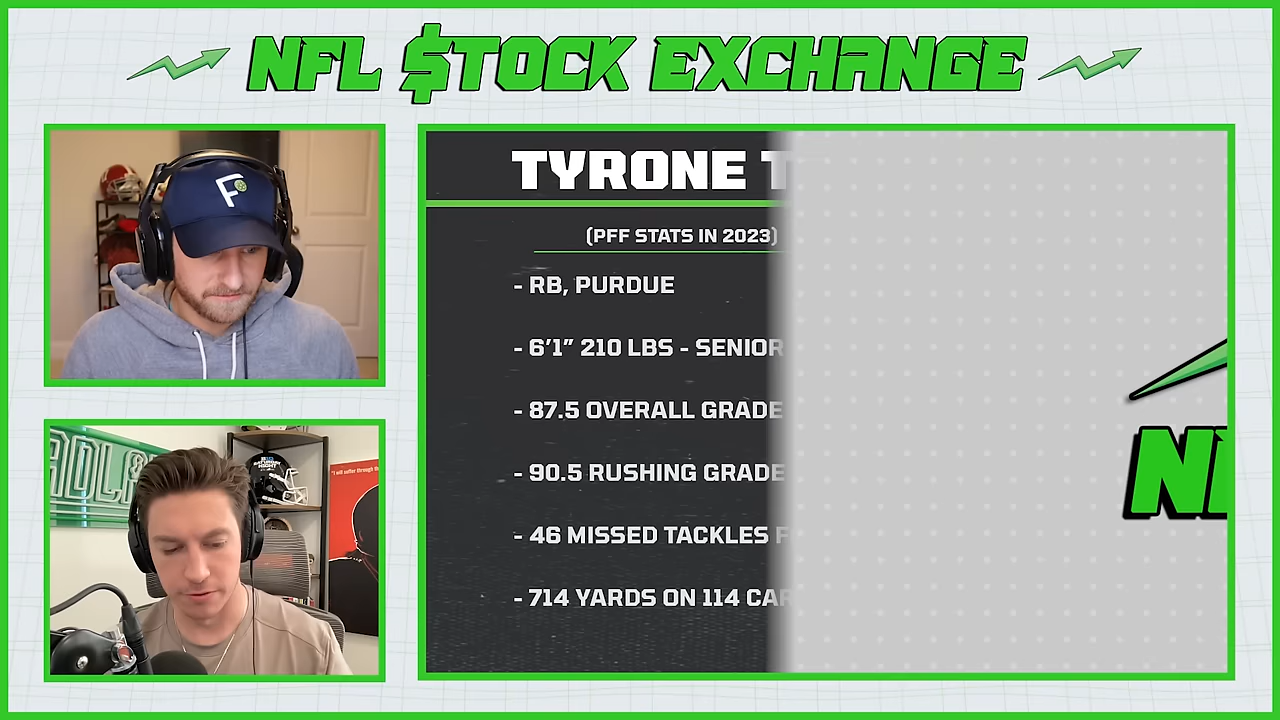 NFL $TOCK EXCHANGE
TYRONE T
(PFF STATS IN 2023)
- RB, PURDUE
- 6'1" 210 LBS - SENIOR
- 87.5 OVERALL GRADE
- 90.5 RUSHING GRADE
- 46 MISSED TACKLES F
- 714 YARDS ON 114 CAR